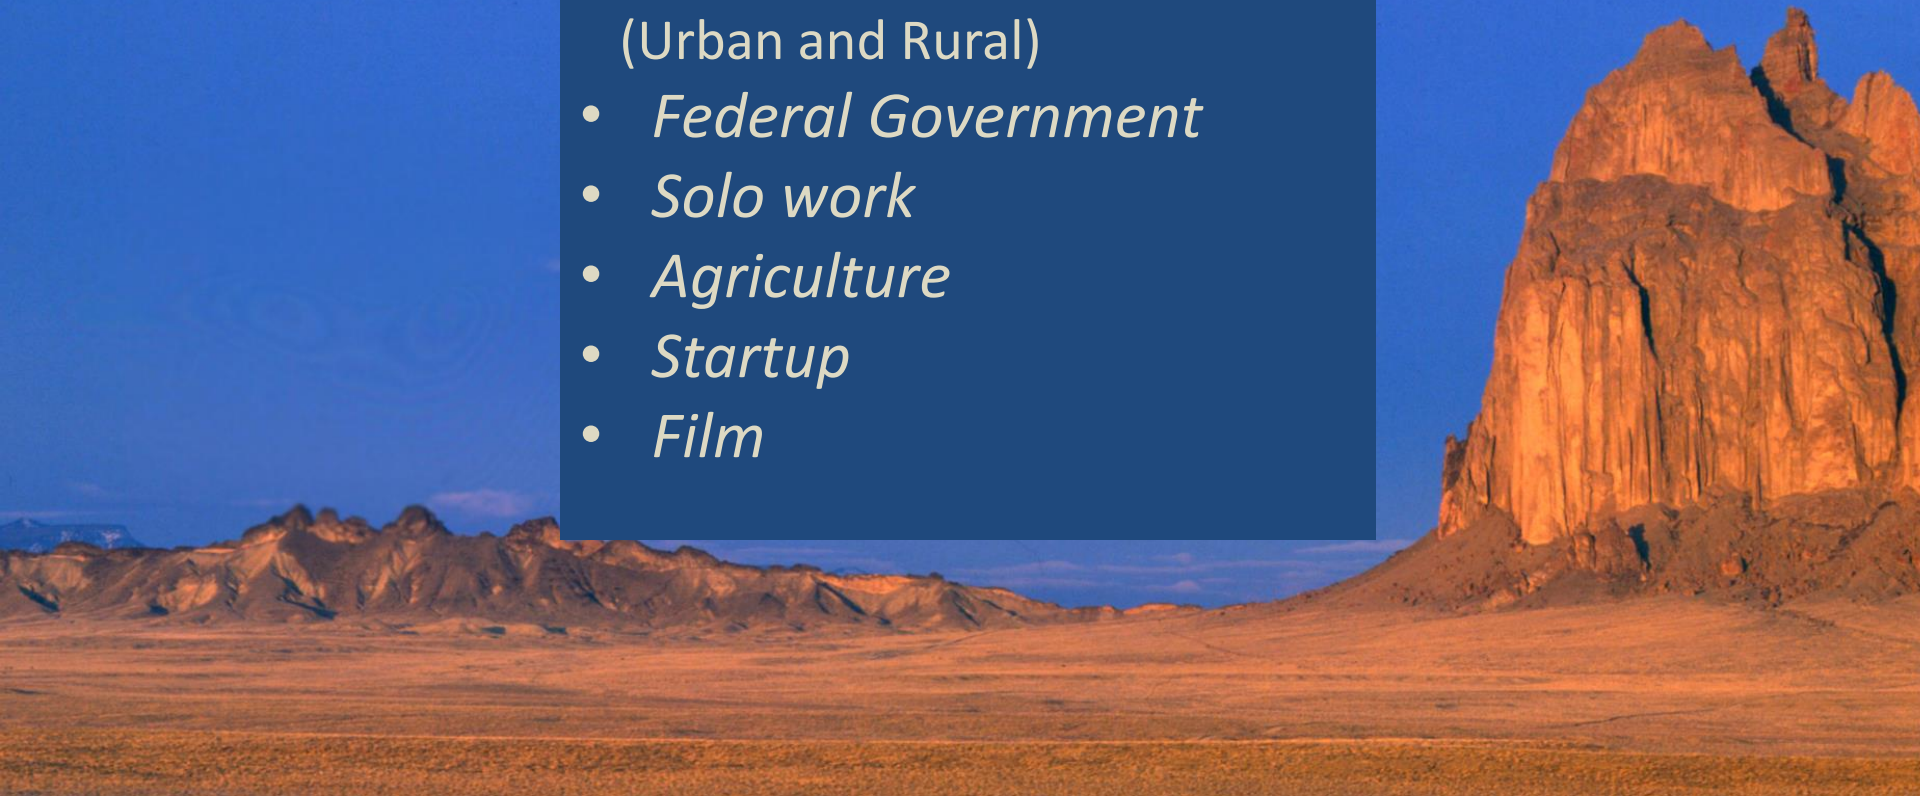 (Urban and Rural)
• Federal Government
• Solo work
• Agriculture
• Startup
• Film